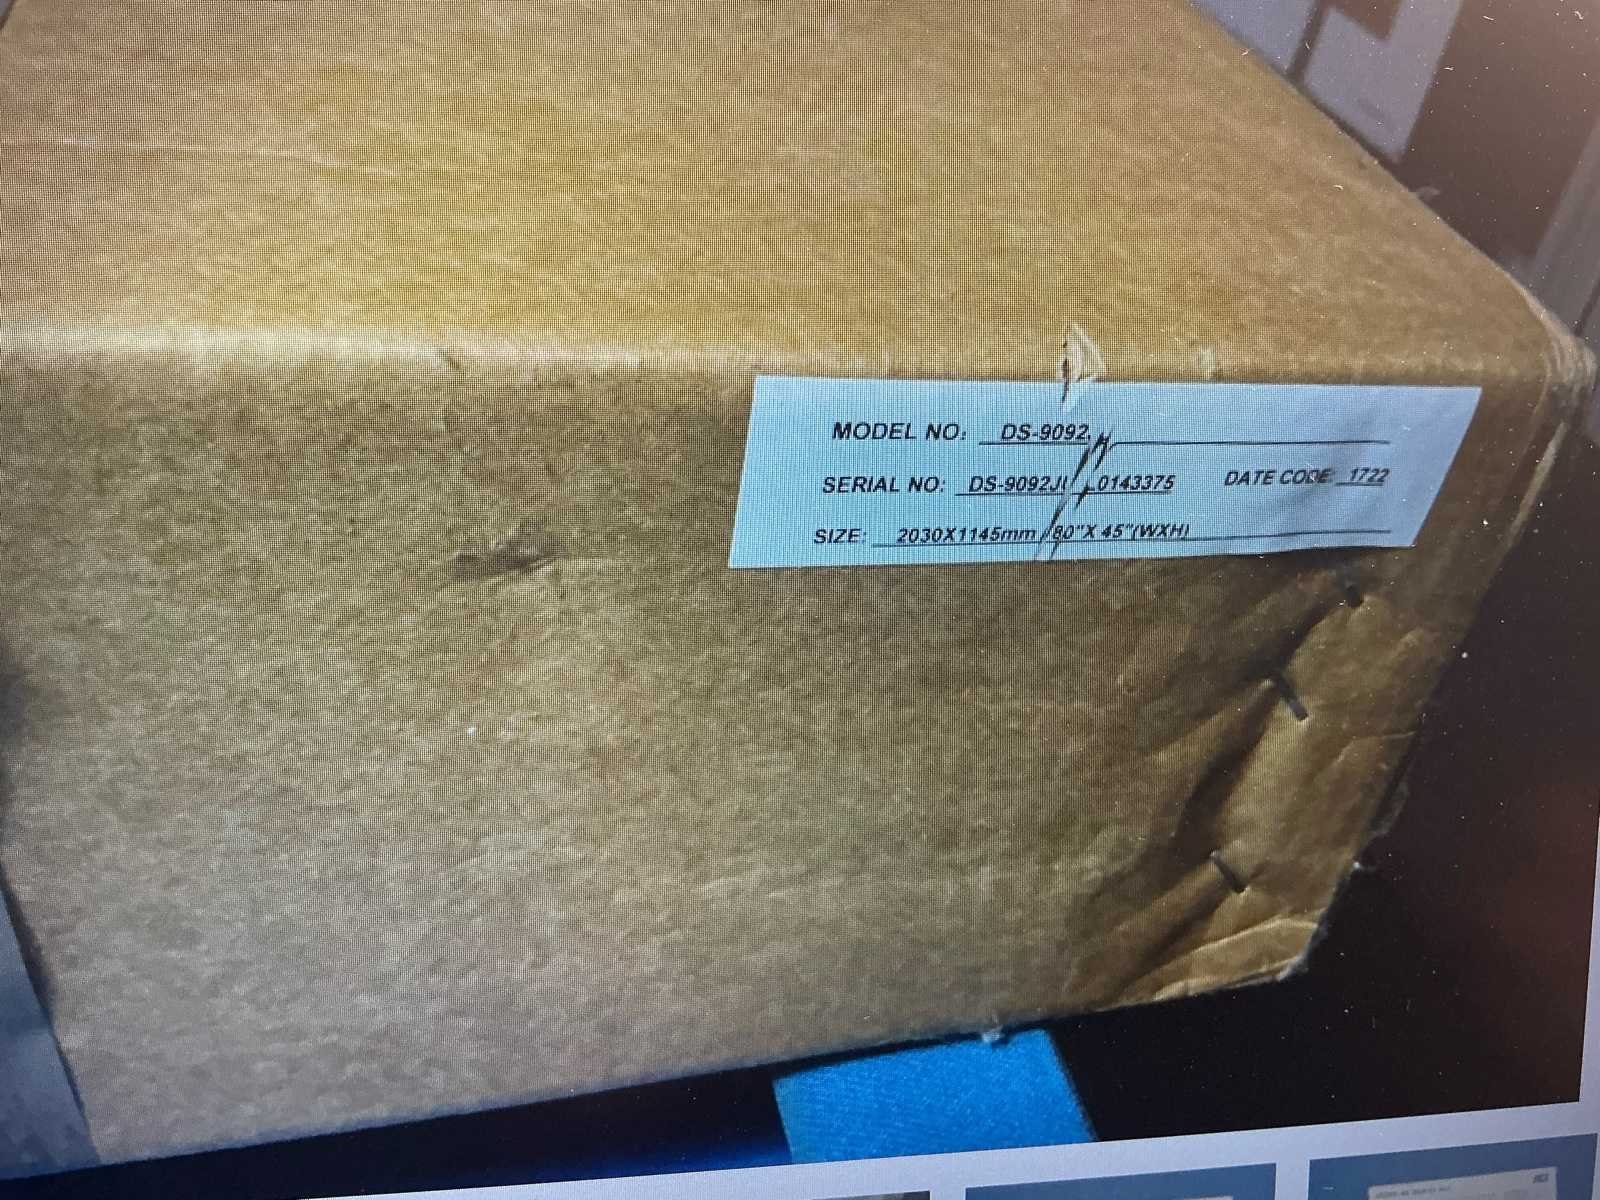 MODEL NO: DS-9092
SERIAL NO: DS-9092J 0143375 DATE CODE: 1722
SIZE: 2030X1145mm/80"X 45"(WXH)